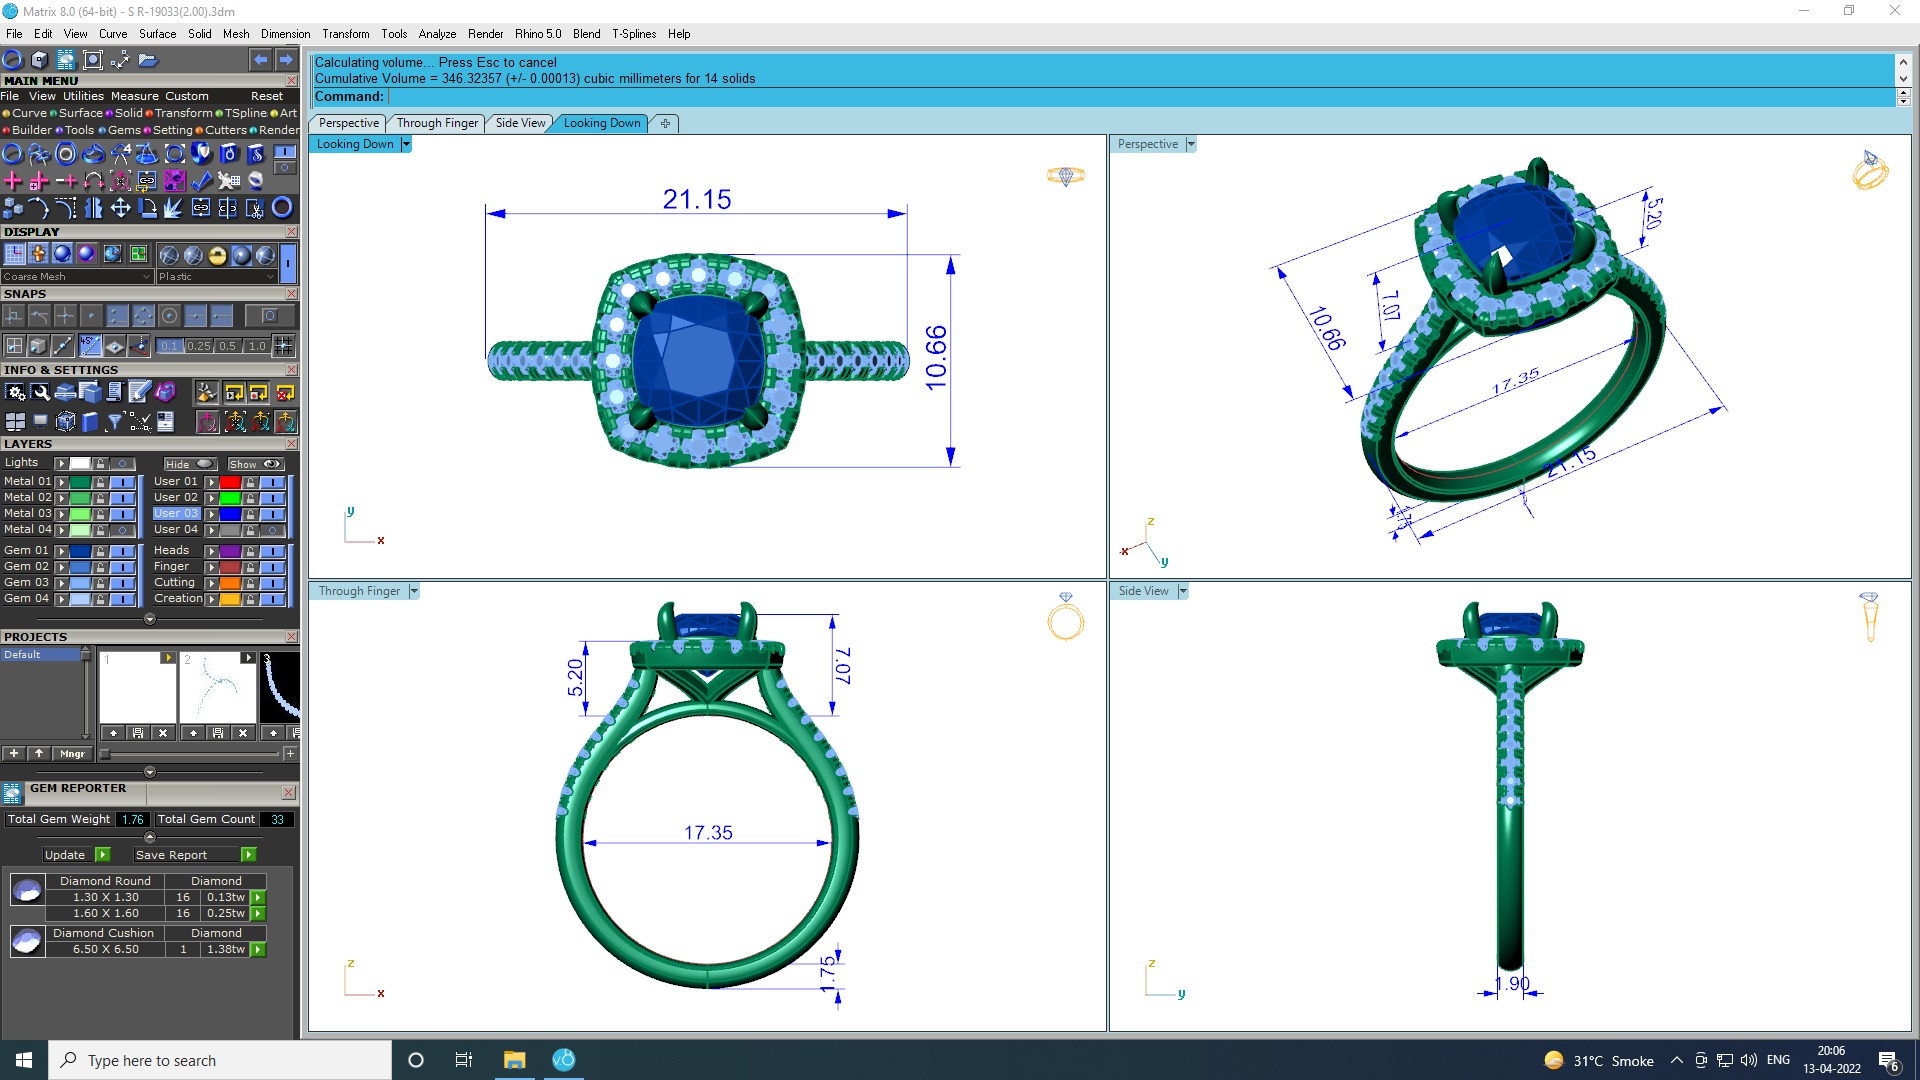 Matrix 8.0 (64-bit) - S R-19033(2.00).3dm
File Edit View Curve Surface Solid Mesh Dimension Transform Tools Analyze Render Rhino 5.0 Blend T-Splines Help
Calculating volume... Press Esc to cancel
Cumulative Volume = 346.32357 (+/- 0.00013) cubic millimeters for 14 solids
Command:
MAIN MENU
File View Utilities Measure Custom Reset
Curve Surface Solid Transform TSpline Art
Builder Tools Gems Setting Cutters Render
DISPLAY
Coarse Mesh Plastic
SNAPS
45°
0.1 0.25 0.5 1.0
INFO & SETTINGS
LAYERS
Lights Hide Show
Metal 01 User 01
Metal 02 User 02
Metal 03 User 03
Metal 04 User 04
Gem 01 Heads
Gem 02 Finger
Gem 03 Cutting
Gem 04 Creation
PROJECTS
Default
1 2 3
Mngr
GEM REPORTER
Total Gem Weight 1.76 Total Gem Count 33
Update Save Report
Diamond Round Diamond
1.30 X 1.30 16 0.13tw
1.60 X 1.60 16 0.25tw
Diamond Cushion Diamond
6.50 X 6.50 1 1.38tw
Perspective Through Finger Side View Looking Down
Looking Down
21.15
10.66
y
x
Perspective
5.20
7.07
10.66
17.35
21.15
1.75
z
x
y
Through Finger
5.20
7.07
17.35
1.75
z
x
Side View
1.90
z
y
Type here to search
31°C Smoke
ENG
20:06
13-04-2022
6